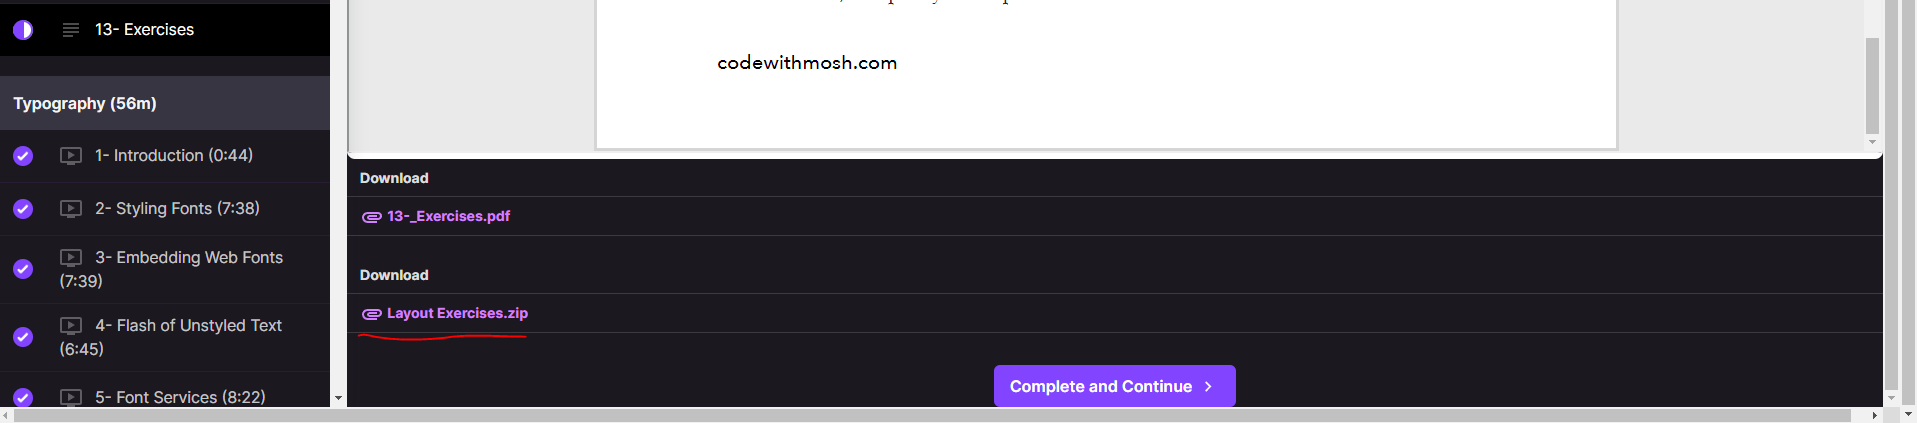 13- Exercises
Typography (56m)
1- Introduction (0:44)
2- Styling Fonts (7:38)
3- Embedding Web Fonts
(7:39)
4- Flash of Unstyled Text
(6:45)
5- Font Services (8:22)
codewithmosh.com
Download
13-_Exercises.pdf
Download
Layout Exercises.zip
Complete and Continue